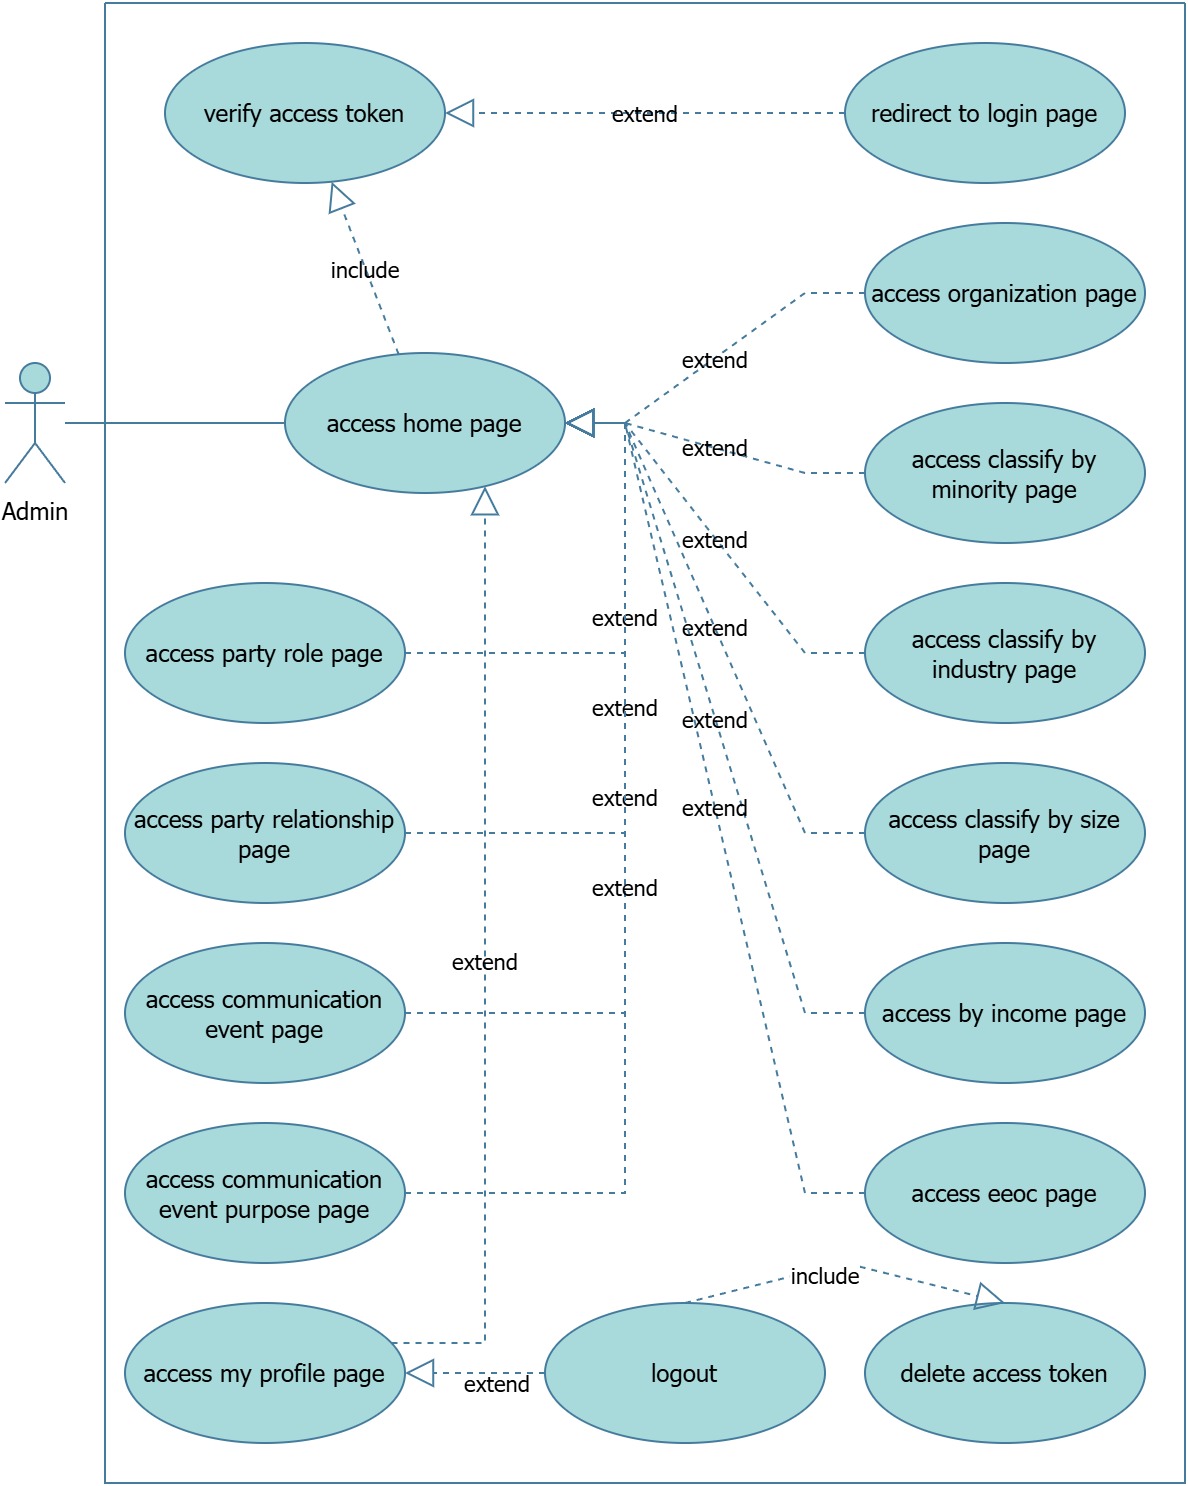 verify access token
extend
redirect to login page
include
access organization page
extend
Admin
access home page
extend
access classify by
minority page
extend
access classify by
industry page
extend
access party role page
extend
extend
extend
access classify by size
page
access party relationship
page
extend
extend
extend
extend
access communication
event page
access by income page
access communication
event purpose page
access eeoc page
include
access my profile page
extend
logout
delete access token